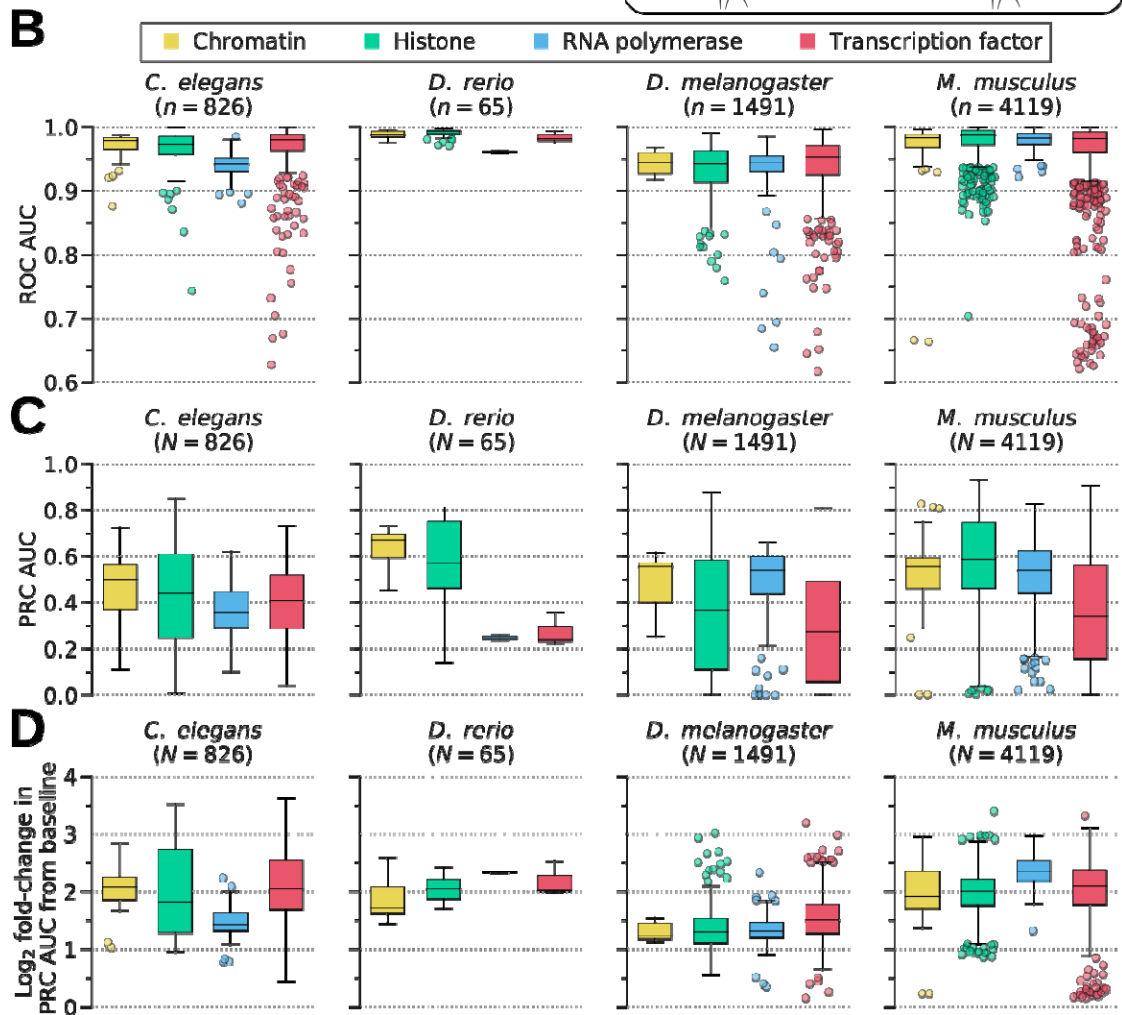 B
Chromatin Histone RNA polymerase Transcription factor
C. elegans D. rerio D. melanogaster M. musculus
(n = 826) (n = 65) (n = 1491) (n = 4119)
ROC AUC
1.0
0.9
0.8
0.7
0.6
C
C. elegans D. rerio D. melanogaster M. musculus
(N = 826) (N = 65) (N = 1491) (N = 4119)
PRC AUC
1.0
0.8
0.6
0.4
0.2
0.0
D
C. elegans D. rerio D. melanogaster M. musculus
(N = 826) (N = 65) (N = 1491) (N = 4119)
Log₂ fold-change in
PRC AUC from baseline
4
3
2
1
0